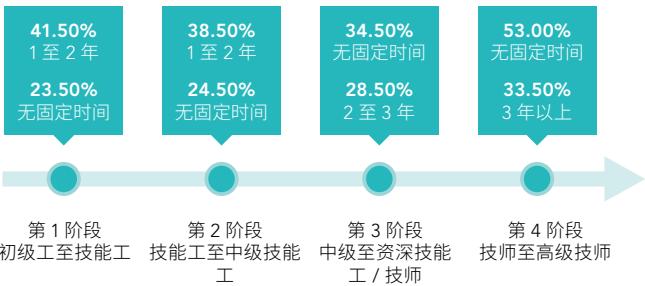 41.50%
1 至 2 年
23.50%
无固定时间
38.50%
1 至 2 年
24.50%
无固定时间
34.50%
无固定时间
28.50%
2 至 3 年
53.00%
无固定时间
33.50%
3 年以上
第 1 阶段
初级工至技能工
第 2 阶段
技能工至中级技能
工
第 3 阶段
中级至资深技能
工 / 技师
第 4 阶段
技师至高级技师